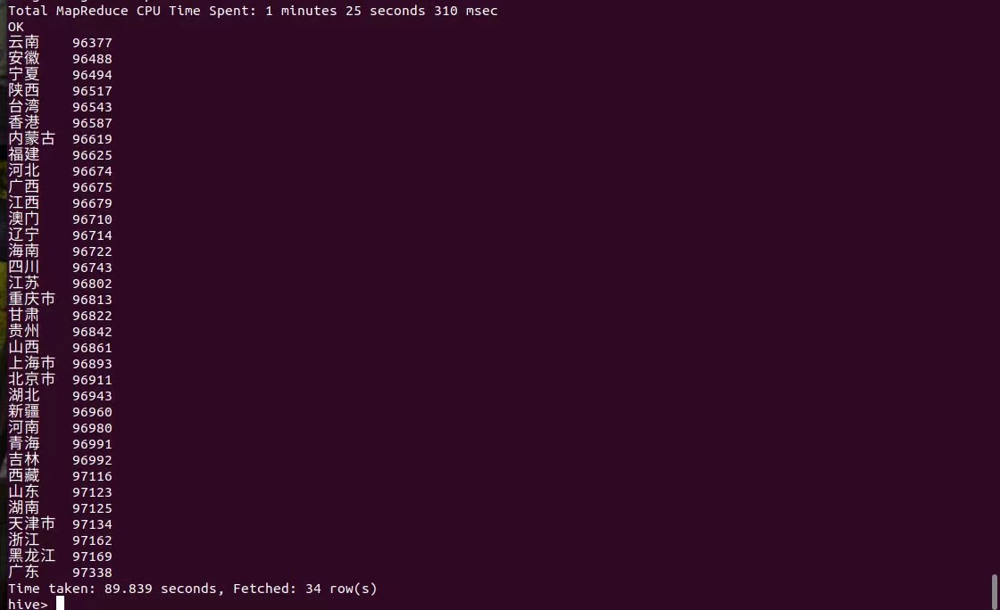 Total MapReduce CPU Time Spent: 1 minutes 25 seconds 310 msec
OK
云南 96377
安徽 96488
宁夏 96494
陕西 96517
台湾 96543
香港 96587
内蒙古 96619
福建 96625
河北 96674
广西 96675
江西 96679
澳门 96710
辽宁 96714
海南 96722
四川 96743
江苏 96802
重庆市 96813
甘肃 96822
贵州 96842
山西 96861
上海市 96893
北京市 96911
湖北 96943
新疆 96960
河南 96980
青海 96991
吉林 96992
西藏 97116
山东 97123
湖南 97125
天津市 97134
浙江 97162
黑龙江 97169
广东 97338
Time taken: 89.839 seconds, Fetched: 34 row(s)
hive>